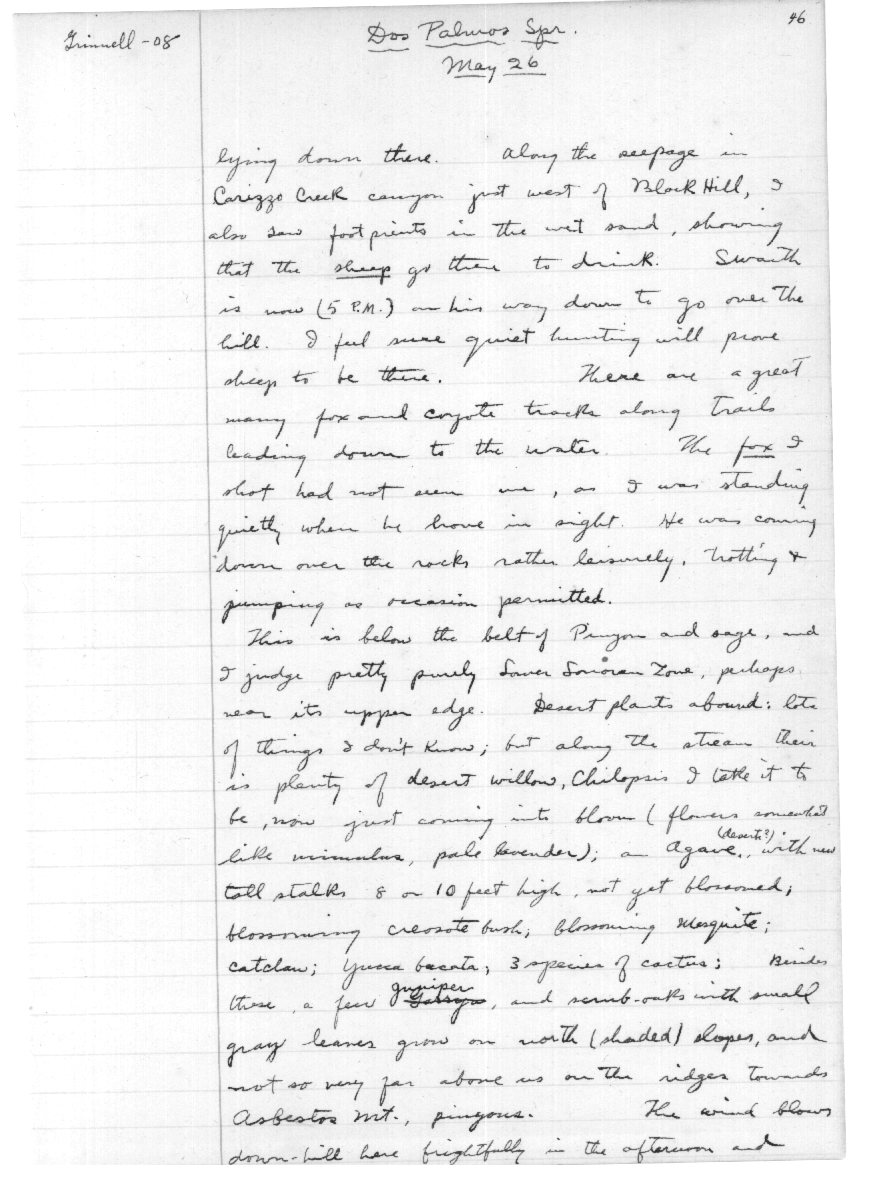 46
Grinnell - 08
Dos Palmos Spr.
May 26
lying down there. Along the seepage in
Carizzo Creek canyon just west of Black Hill, I
also saw footprints in the wet sand, showing
that the sheep go there to drink. Swarth
is now (5 P.M.) on his way down to go over the
hill. I feel sure quiet hunting will prove
sheep to be there. There are a great
many fox and coyote tracks along trails
leading down to the water. The fox I
shot had not seen me, as I was standing
quietly when he hove in sight. He was coming
down over the rocks rather leisurely, trotting &
jumping as occasion permitted.
This is below the belt of Pinyon and sage, and
I judge pretty purely Lower Sonoran Zone, perhaps
near its upper edge. Desert plants abound: lots
of things I don't know; but along the stream their
is plenty of desert willow, Chilopsis I take it to
be, now just coming into bloom (flowers somewhat
like mimulus, pale lavender); an Agave (deserti?), with new
tall stalks 8 or 10 feet high, not yet blossomed;
blossoming creosote bush; blossoming Mesquite;
catclaw; Yucca bacata; 3 species of cactus; Besides
these, a few juniper, and scrub-oaks with small
gray leaves grow on north (shaded) slopes, and
not so very far above us on the ridges towards
Asbestos Mt., pinyons. The wind blows
down-hill here frightfully in the afternoon and